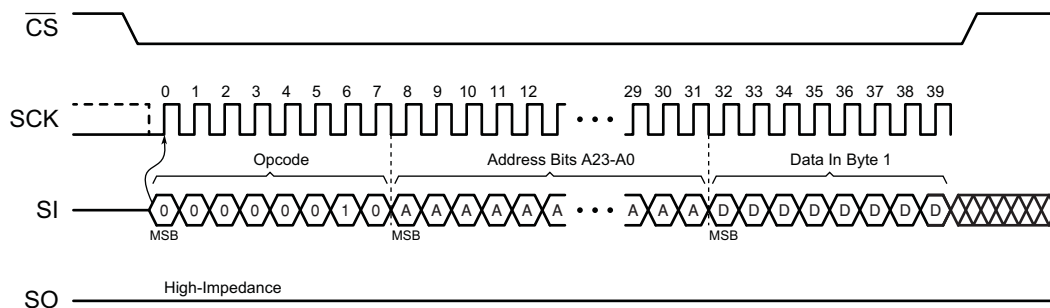 CS
0 1 2 3 4 5 6 7 8 9 10 11 12 29 30 31 32 33 34 35 36 37 38 39
SCK
• • •
Opcode Address Bits A23-A0 Data In Byte 1
SI 0 0 0 0 0 0 1 0 A A A A A A • • • A A A D D D D D D D D
MSB MSB MSB
High-Impedance
SO